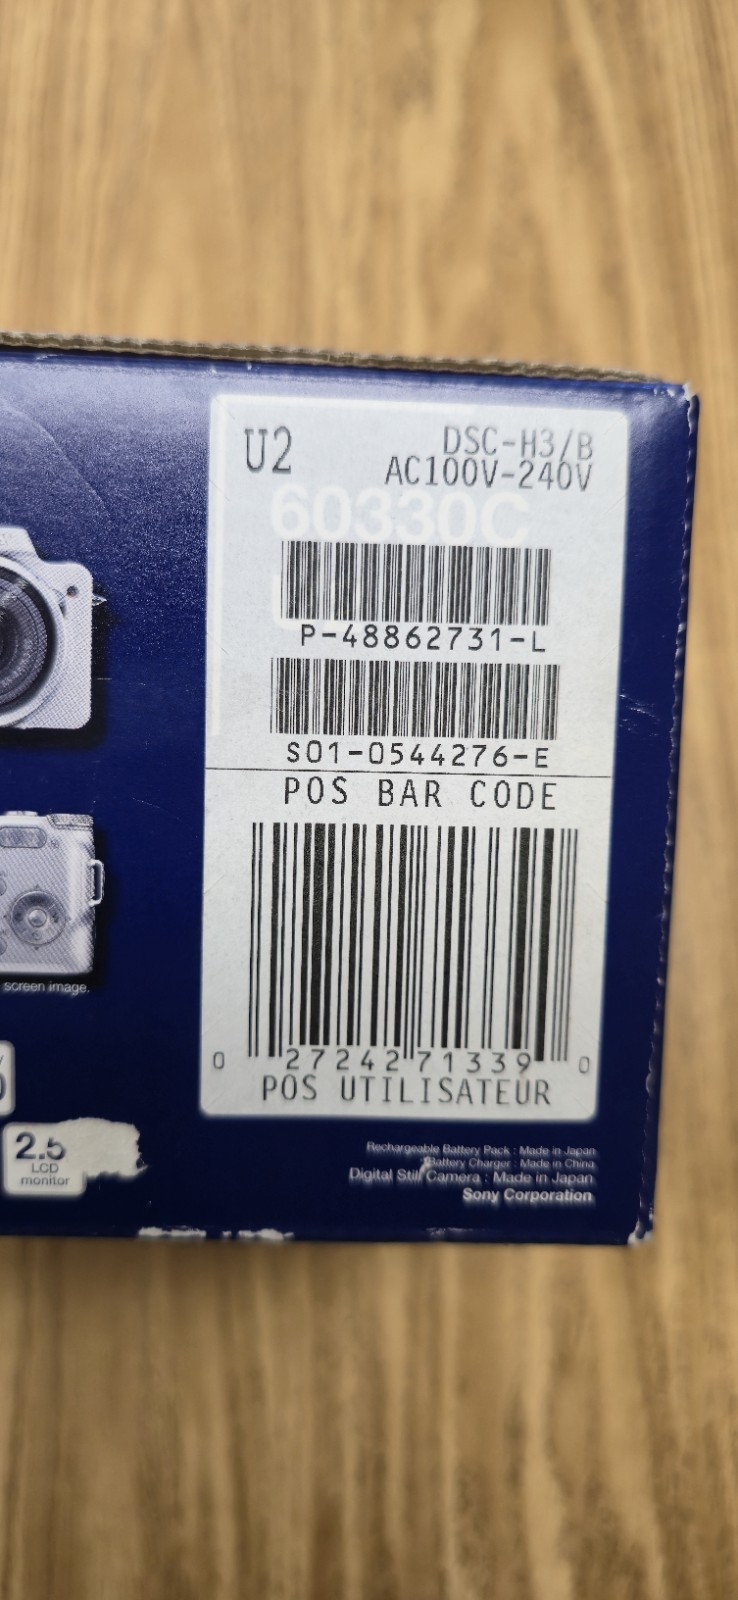 U2
DSC-H3/B
AC100V-240V
60330C
P-48862731-L
S01-0544276-E
POS BAR CODE
0 27242 71339 0
POS UTILISATEUR
screen image.
2.5
LCD
monitor
Rechargeable Battery Pack : Made in Japan
Battery Charger : Made in China
Digital Still Camera : Made in Japan
Sony Corporation